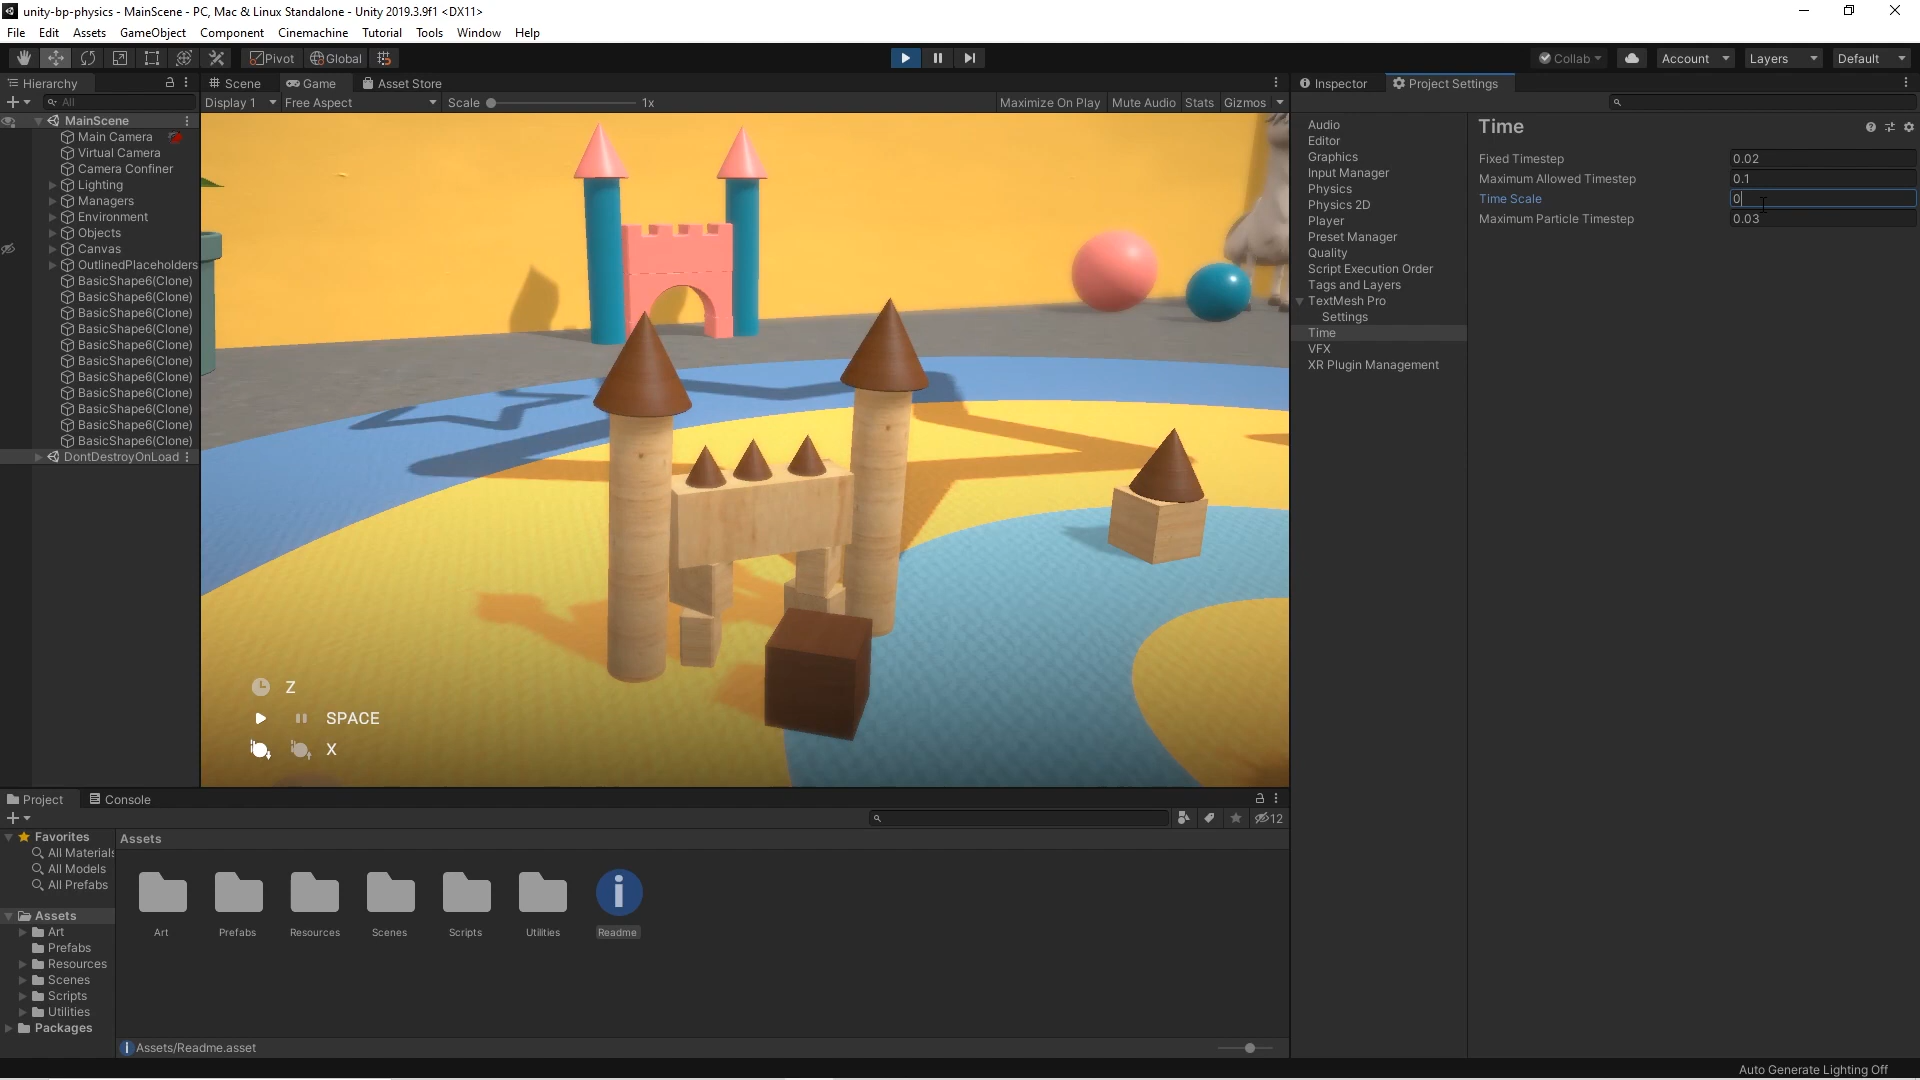 unity-bp-physics - MainScene - PC, Mac & Linux Standalone - Unity 2019.3.9f1 <DX11>
File Edit Assets GameObject Component Cinemachine Tutorial Tools Window Help
Pivot Global Collab Account Layers Default
Hierarchy
All
MainScene
Main Camera
Virtual Camera
Camera Confiner
Lighting
Managers
Environment
Objects
Canvas
OutlinedPlaceholders
BasicShape6(Clone)
BasicShape6(Clone)
BasicShape6(Clone)
BasicShape6(Clone)
BasicShape6(Clone)
BasicShape6(Clone)
BasicShape6(Clone)
BasicShape6(Clone)
BasicShape6(Clone)
BasicShape6(Clone)
BasicShape6(Clone)
DontDestroyOnLoad
Scene Game Asset Store
Display 1 Free Aspect Scale 1x Maximize On Play Mute Audio Stats Gizmos
Z
SPACE
X
Inspector Project Settings
Audio
Editor
Graphics
Input Manager
Physics
Physics 2D
Player
Preset Manager
Quality
Script Execution Order
Tags and Layers
TextMesh Pro
Settings
Time
VFX
XR Plugin Management
Time
Fixed Timestep 0.02
Maximum Allowed Timestep 0.1
Time Scale 0
Maximum Particle Timestep 0.03
Project Console
12
Favorites
All Materials
All Models
All Prefabs
Assets
Art
Prefabs
Resources
Scenes
Scripts
Utilities
Packages
Assets
Art Prefabs Resources Scenes Scripts Utilities Readme
Assets/Readme.asset
Auto Generate Lighting Off